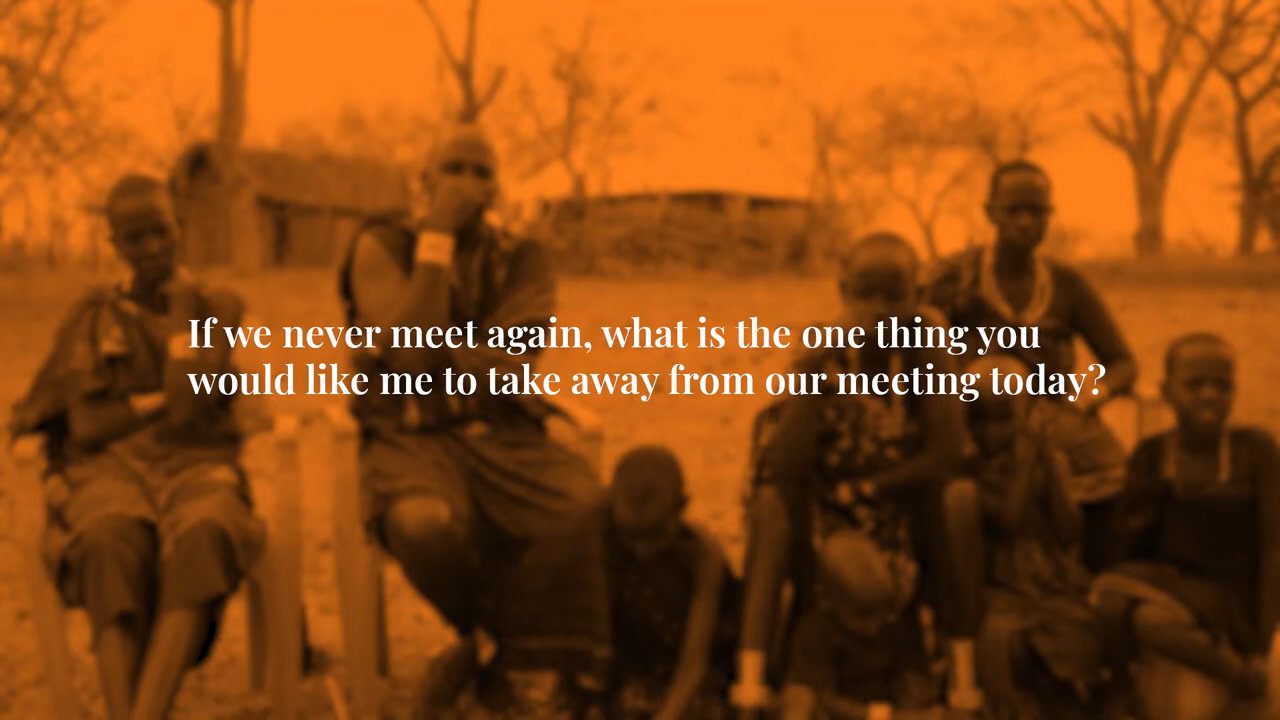 If we never meet again, what is the one thing you
would like me to take away from our meeting today?